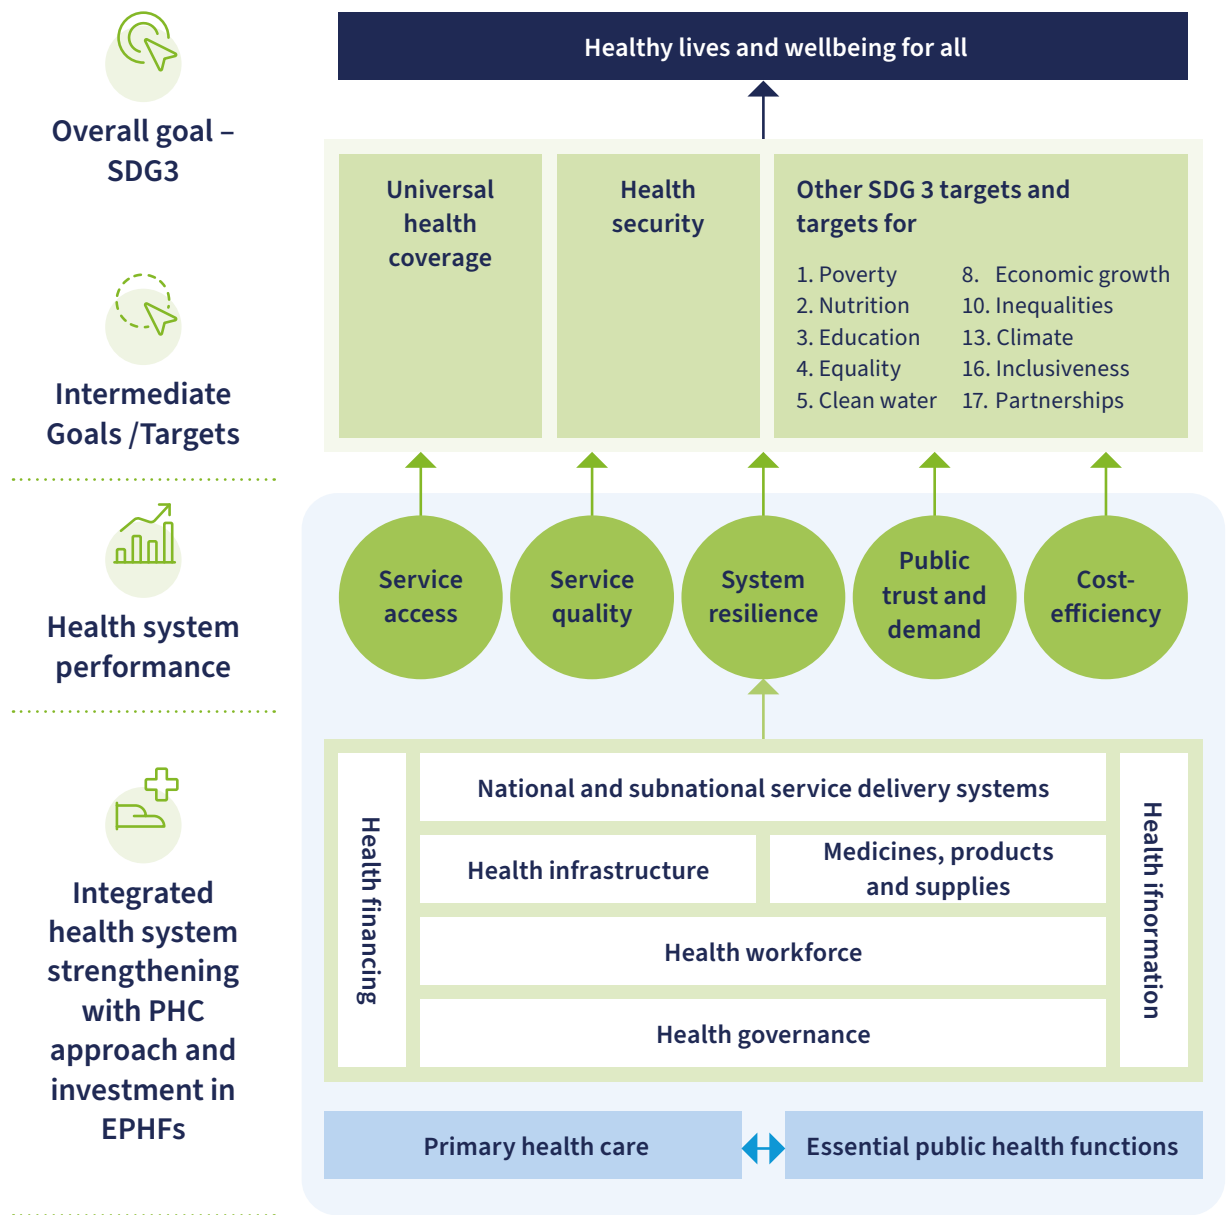 Overall goal –
SDG3
Healthy lives and wellbeing for all
Intermediate
Goals /Targets
Universal
health
coverage
Health
security
Other SDG 3 targets and
targets for
1. Poverty
2. Nutrition
3. Education
4. Equality
5. Clean water
8. Economic growth
10. Inequalities
13. Climate
16. Inclusiveness
17. Partnerships
Health system
performance
Service
access
Service
quality
System
resilience
Public
trust and
demand
Cost-
efficiency
Integrated
health system
strengthening
with PHC
approach and
investment in
EPHFs
Health financing
National and subnational service delivery systems
Health infrastructure
Medicines, products
and supplies
Health workforce
Health governance
Health ifnormation
Primary health care
Essential public health functions